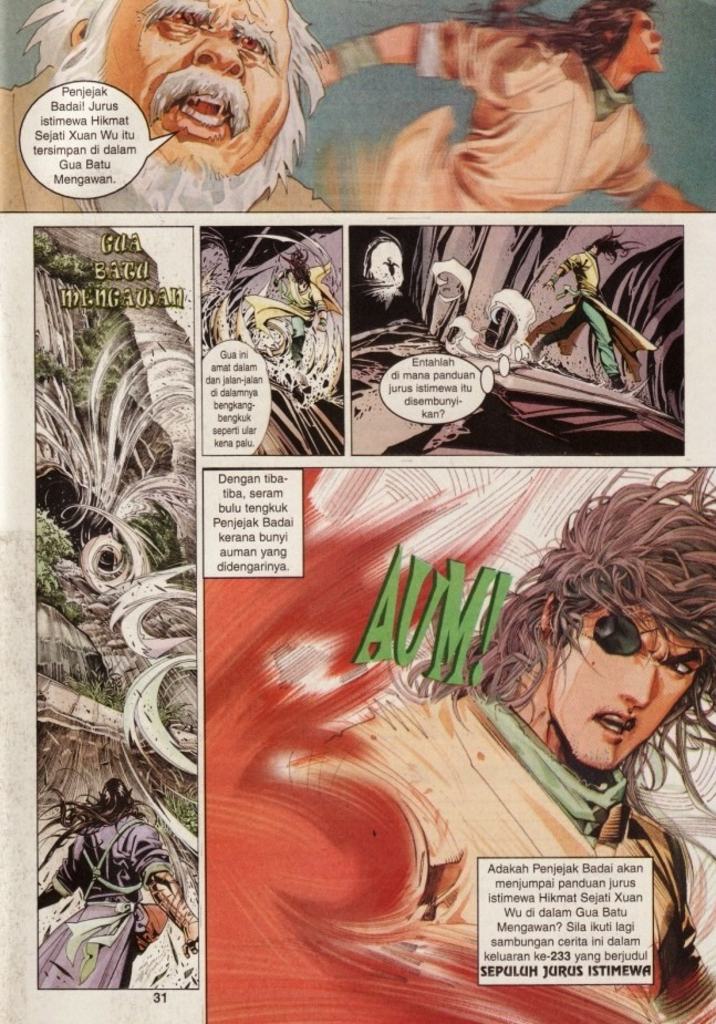 Penjejak
Badai! Jurus
istimewa Hikmat
Sejati Xuan Wu itu
tersimpan di dalam
Gua Batu
Mengawan.
GUA
BATU
MENGAWAN
Gua ini
amat dalam
dan jalan-jalan
di dalamnya
bengkang-
bengkuk
seperti ular
kena palu.
Entahlah
di mana panduan
jurus istimewa itu
disembunyi-
kan?
Dengan tiba-
tiba, seram
bulu tengkuk
Penjejak Badai
kerana bunyi
auman yang
didengarinya.
AUM!
Adakah Penjejak Badai akan
menjumpai panduan jurus
istimewa Hikmat Sejati Xuan
Wu di dalam Gua Batu
Mengawan? Sila ikuti lagi
sambungan cerita ini dalam
keluaran ke-233 yang berjudul
SEPULUH JURUS ISTIMEWA
31